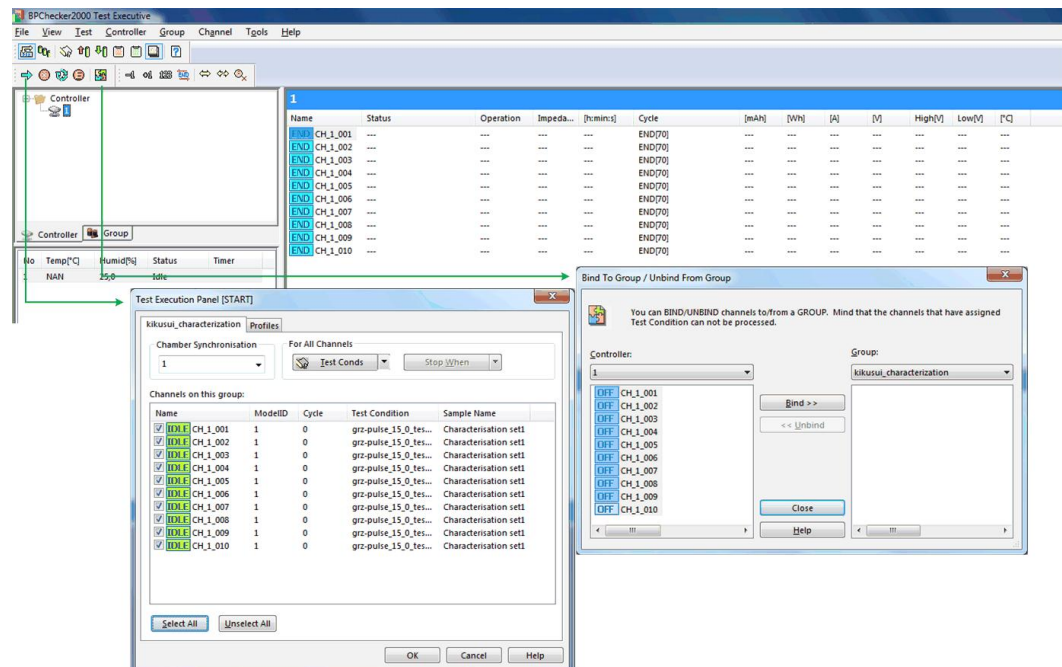 BPChecker2000 Test Executive
File View Test Controller Group Channel Tools Help
Controller
1
Controller Group
No Temp[°C] Humid[%] Status Timer
NAN 25,0 Idle
1
Name Status Operation Impeda... [h:min:s] Cycle [mAh] [Wh] [A] [V] High[V] Low[V] [°C]
END CH_1_001 --- --- --- --- END[70] --- --- --- --- --- --- ---
END CH_1_002 --- --- --- --- END[70] --- --- --- --- --- --- ---
END CH_1_003 --- --- --- --- END[70] --- --- --- --- --- --- ---
END CH_1_004 --- --- --- --- END[70] --- --- --- --- --- --- ---
END CH_1_005 --- --- --- --- END[70] --- --- --- --- --- --- ---
END CH_1_006 --- --- --- --- END[70] --- --- --- --- --- --- ---
END CH_1_007 --- --- --- --- END[70] --- --- --- --- --- --- ---
END CH_1_008 --- --- --- --- END[70] --- --- --- --- --- --- ---
END CH_1_009 --- --- --- --- END[70] --- --- --- --- --- --- ---
END CH_1_010 --- --- --- --- END[70] --- --- --- --- --- --- ---
Test Execution Panel [START]
kikusui_characterization Profiles
Chamber Synchronisation For All Channels
1 Test Conds Stop When
Channels on this group:
Name ModelID Cycle Test Condition Sample Name
IDLE CH_1_001 1 0 grz-pulse_15_0_tes... Characterisation set1
IDLE CH_1_002 1 0 grz-pulse_15_0_tes... Characterisation set1
IDLE CH_1_003 1 0 grz-pulse_15_0_tes... Characterisation set1
IDLE CH_1_004 1 0 grz-pulse_15_0_tes... Characterisation set1
IDLE CH_1_005 1 0 grz-pulse_15_0_tes... Characterisation set1
IDLE CH_1_006 1 0 grz-pulse_15_0_tes... Characterisation set1
IDLE CH_1_007 1 0 grz-pulse_15_0_tes... Characterisation set1
IDLE CH_1_008 1 0 grz-pulse_15_0_tes... Characterisation set1
IDLE CH_1_009 1 0 grz-pulse_15_0_tes... Characterisation set1
IDLE CH_1_010 1 0 grz-pulse_15_0_tes... Characterisation set1
Select All Unselect All
OK Cancel Help
Bind To Group / Unbind From Group
You can BIND/UNBIND channels to/from a GROUP. Mind that the channels that have assigned
Test Condition can not be processed.
Controller: Group:
1 kikusui_characterization
OFF CH_1_001
OFF CH_1_002
OFF CH_1_003
OFF CH_1_004
OFF CH_1_005
OFF CH_1_006
OFF CH_1_007
OFF CH_1_008
OFF CH_1_009
OFF CH_1_010
Bind >>
<< Unbind
Close
Help